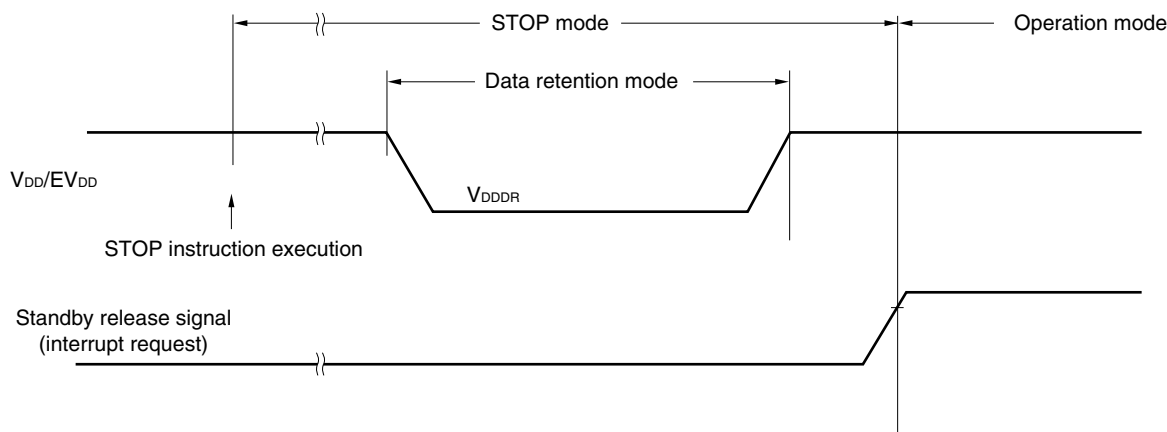 STOP mode
Operation mode
Data retention mode
VDD/EVDD
VDDDR
STOP instruction execution
Standby release signal
(interrupt request)